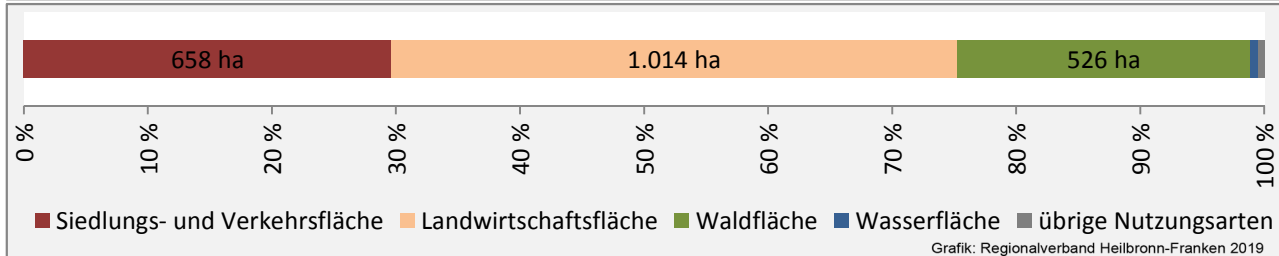 658 ha 1.014 ha 526 ha
0 % 10 % 20 % 30 % 40 % 50 % 60 % 70 % 80 % 90 % 100 %
Siedlungs- und Verkehrsfläche Landwirtschaftsfläche Waldfläche Wasserfläche übrige Nutzungsarten
Grafik: Regionalverband Heilbronn-Franken 2019